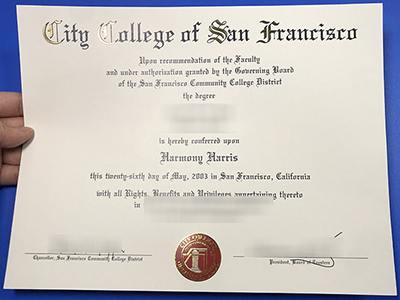 City College of San Francisco
Upon recommendation of the Faculty
and under authorization granted by the Governing Board
of the San Francisco Community College District
the degree
is hereby conferred upon
Harmony Harris
this twenty-sixth day of May, 2003 in San Francisco, California
with all Rights, Benefits and Privileges appertaining thereto
in
Chancellor, San Francisco Community College District
President, Board of Trustees